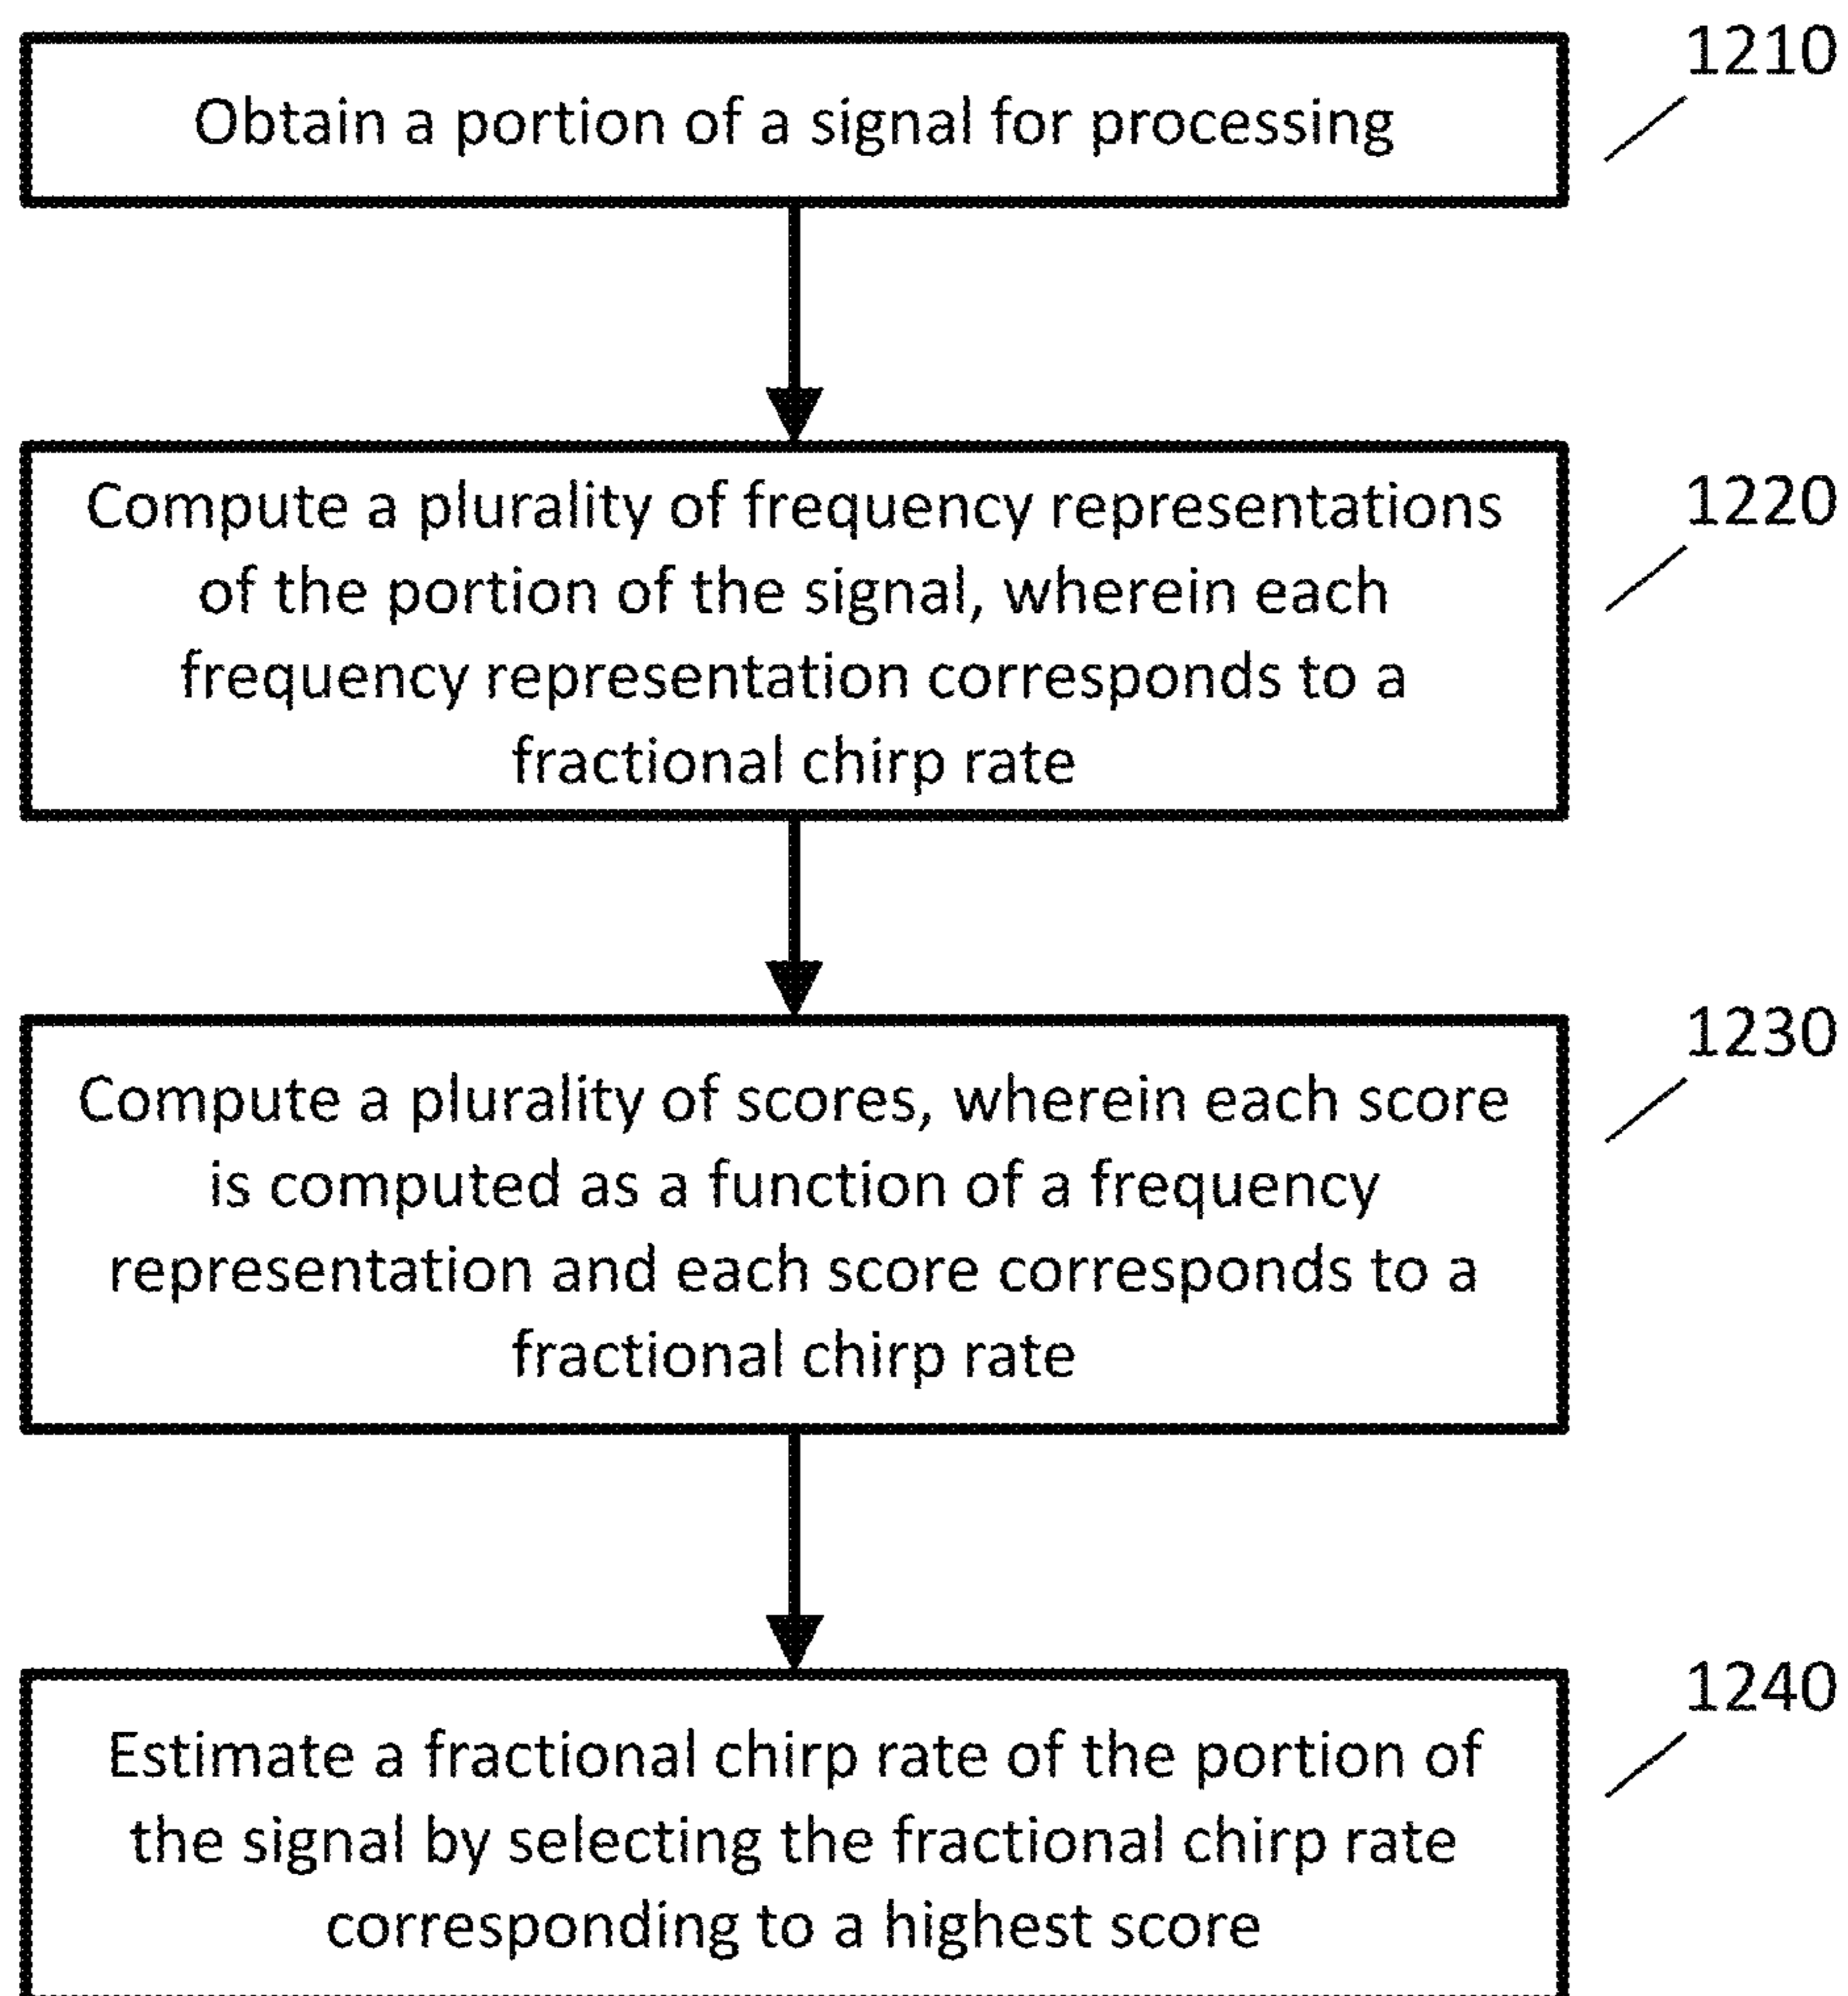 1210
Obtain a portion of a signal for processing
1220
Compute a plurality of frequency representations
of the portion of the signal, wherein each
frequency representation corresponds to a
fractional chirp rate
1230
Compute a plurality of scores, wherein each score
is computed as a function of a frequency
representation and each score corresponds to a
fractional chirp rate
1240
Estimate a fractional chirp rate of the portion of
the signal by selecting the fractional chirp rate
corresponding to a highest score